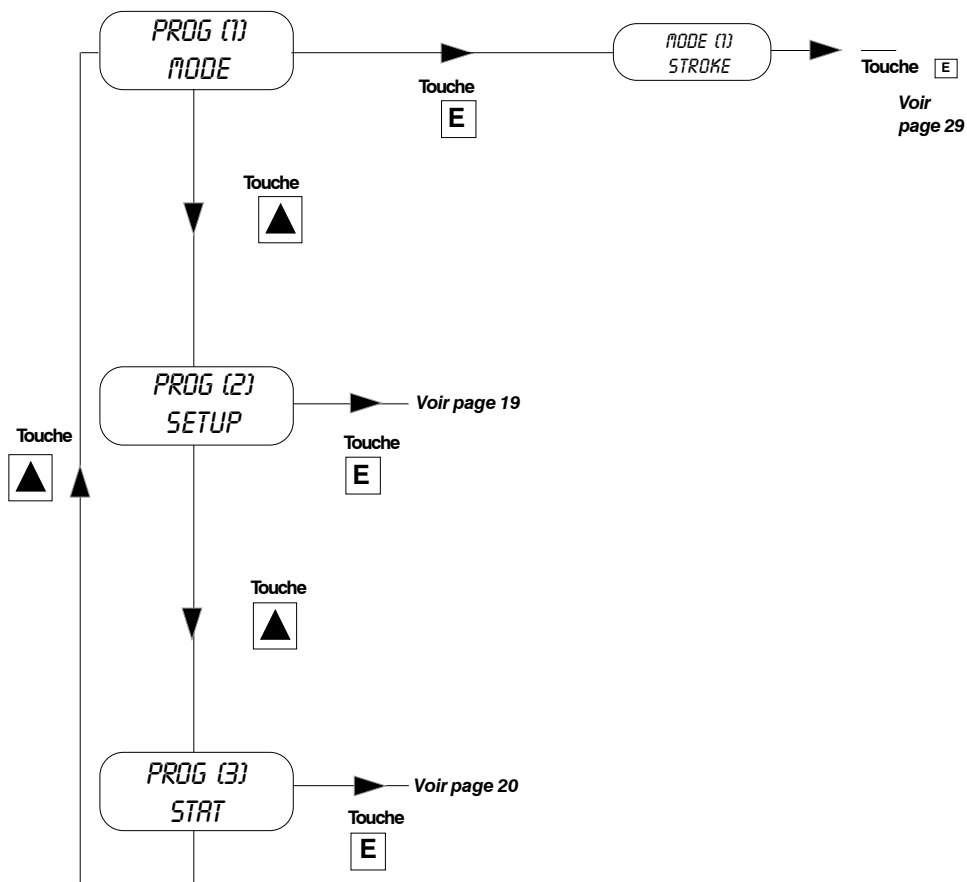 PROG (1)
MODE
MODE (1)
STROKE
Touche
E
Touche E
Voir
page 29
Touche
PROG (2)
SETUP
Voir page 19
Touche
E
Touche
Touche
PROG (3)
STAT
Voir page 20
Touche
E